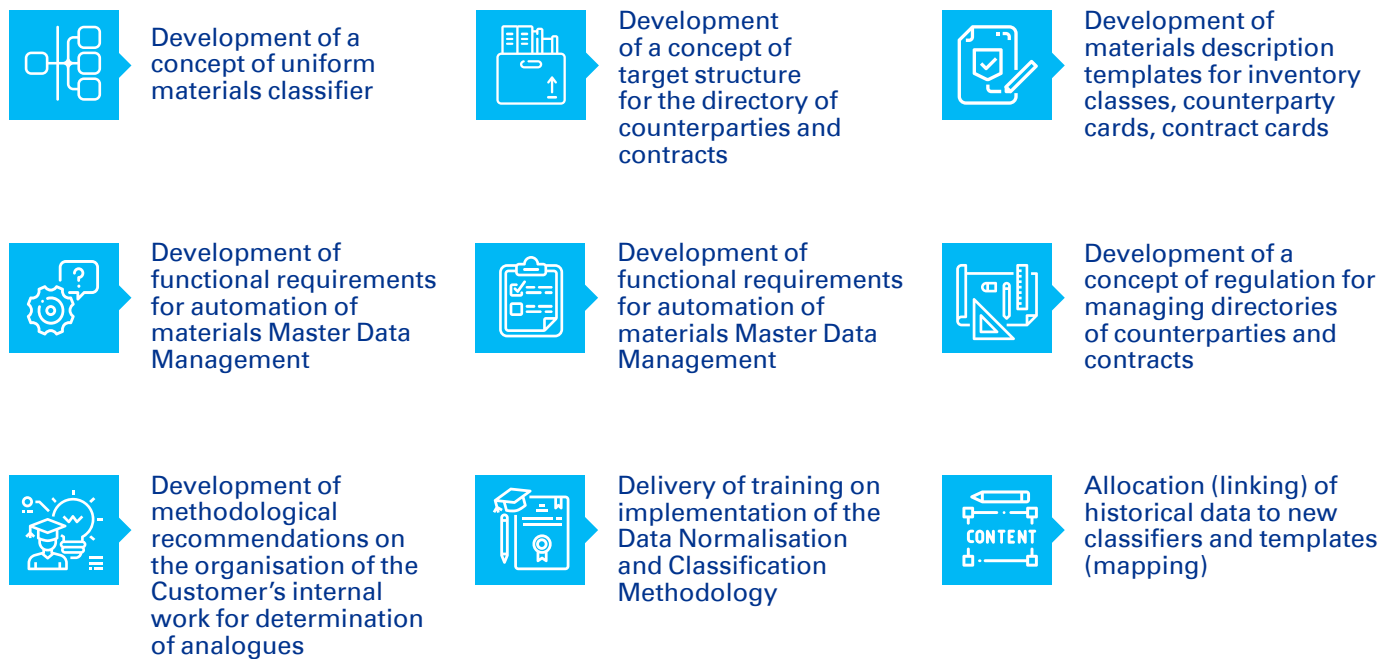 Development of a
concept of uniform
materials classifier
Development
of a concept of
target structure
for the directory of
counterparties and
contracts
Development of
materials description
templates for inventory
classes, counterparty
cards, contract cards
?
Development of
functional requirements
for automation of
materials Master Data
Management
Development of
functional requirements
for automation of
materials Master Data
Management
Development of a
concept of regulation for
managing directories
of counterparties and
contracts
Development of
methodological
recommendations on
the organisation of the
Customer’s internal
work for determination
of analogues
Delivery of training on
implementation of the
Data Normalisation
and Classification
Methodology
CONTENT
Allocation (linking) of
historical data to new
classifiers and templates
(mapping)